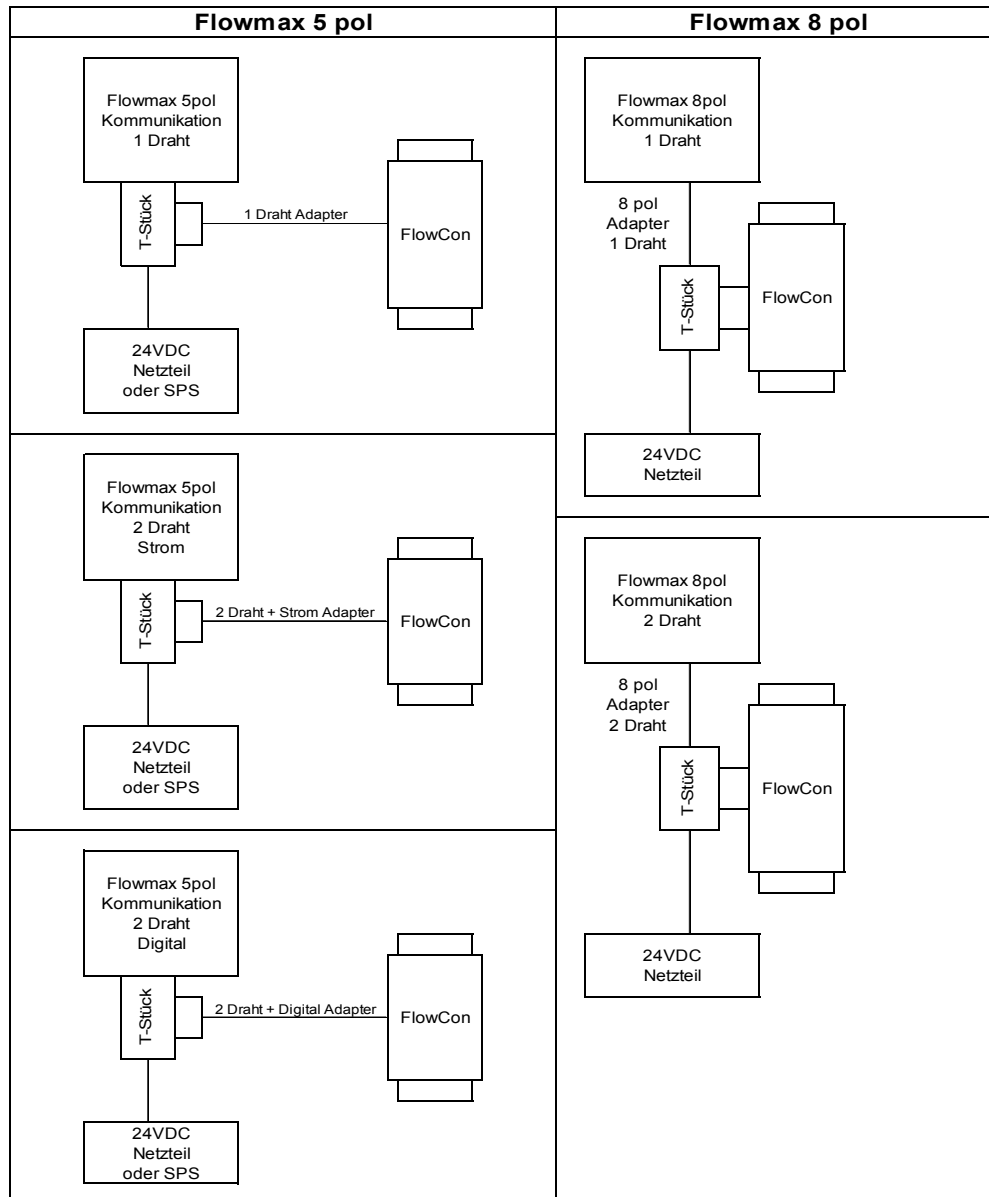 Flowmax 5 pol
Flowmax 5pol
Kommunikation
1 Draht
T-Stück
1 Draht Adapter
FlowCon
24VDC
Netzteil
oder SPS
Flowmax 5pol
Kommunikation
2 Draht
Strom
T-Stück
2 Draht + Strom Adapter
FlowCon
24VDC
Netzteil
oder SPS
Flowmax 5pol
Kommunikation
2 Draht
Digital
T-Stück
2 Draht + Digital Adapter
FlowCon
24VDC
Netzteil
oder SPS
Flowmax 8 pol
Flowmax 8pol
Kommunikation
1 Draht
8 pol
Adapter
1 Draht
T-Stück
FlowCon
24VDC
Netzteil
Flowmax 8pol
Kommunikation
2 Draht
8 pol
Adapter
2 Draht
T-Stück
FlowCon
24VDC
Netzteil